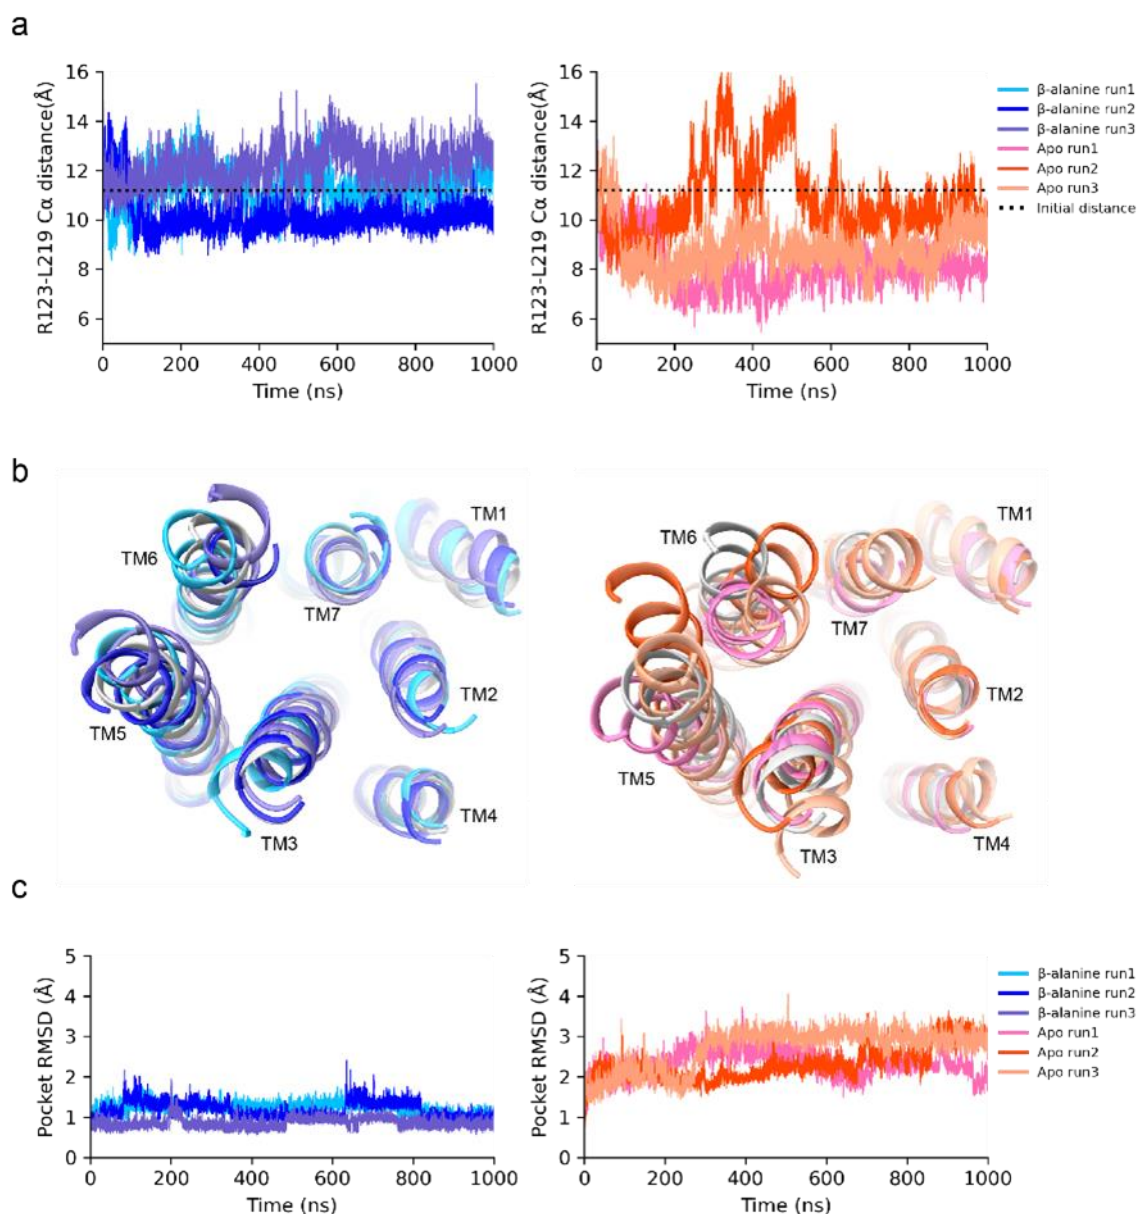 a
R123-L219 Cα distance(Å)
16
14
12
10
8
6
0 200 400 600 800 1000
Time (ns)
R123-L219 Cα distance(Å)
16
14
12
10
8
6
0 200 400 600 800 1000
Time (ns)
β-alanine run1
β-alanine run2
β-alanine run3
Apo run1
Apo run2
Apo run3
Initial distance
b
TM1
TM6
TM7
TM2
TM5
TM4
TM3
TM1
TM6
TM7
TM2
TM5
TM4
TM3
c
Pocket RMSD (Å)
5
4
3
2
1
0
0 200 400 600 800 1000
Time (ns)
Pocket RMSD (Å)
5
4
3
2
1
0
0 200 400 600 800 1000
Time (ns)
β-alanine run1
β-alanine run2
β-alanine run3
Apo run1
Apo run2
Apo run3